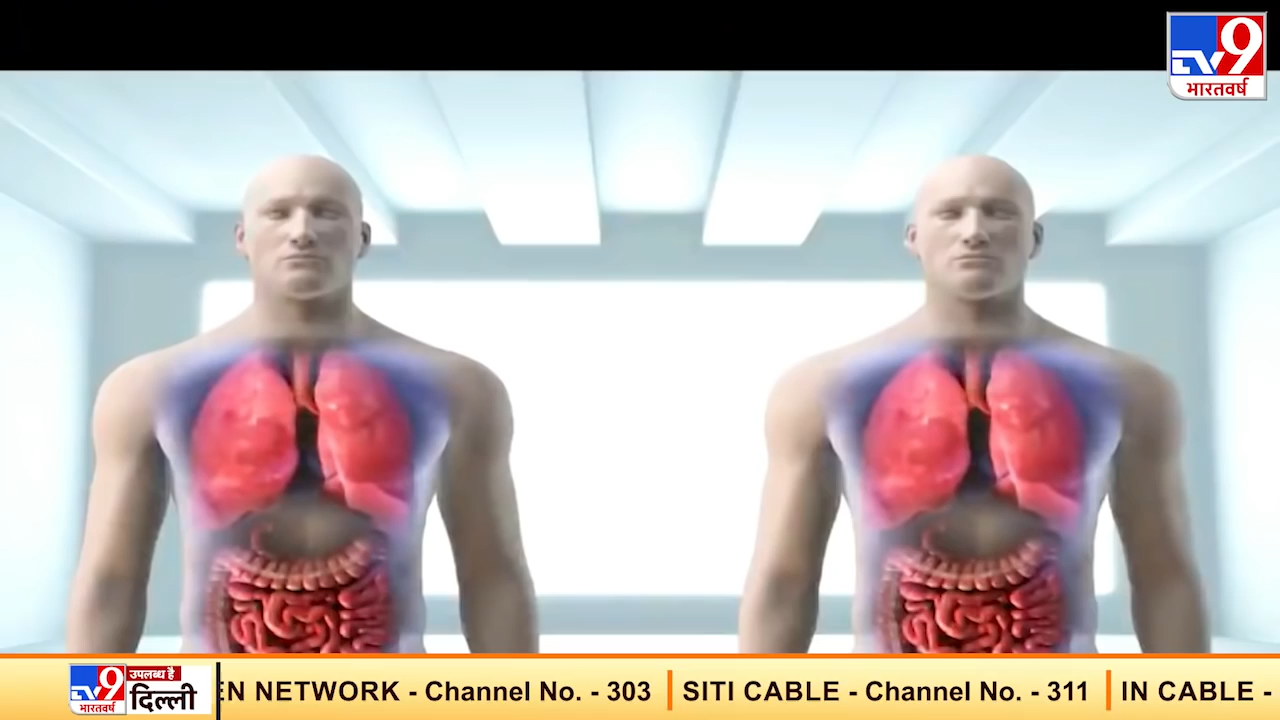 TV9
भारतवर्ष
TV9
भारतवर्ष
उपलब्ध है
दिल्ली
EN NETWORK - Channel No. - 303 | SITI CABLE - Channel No. - 311 | IN CABLE -